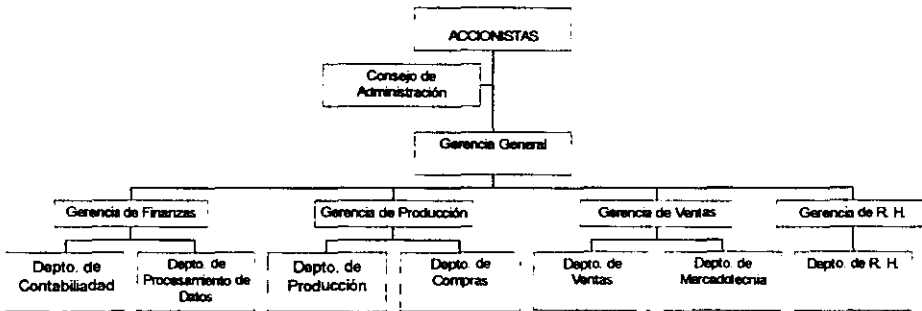 ACCIONISTAS
Consejo de
Administración
Gerencia General
Gerencia de Finanzas
Gerencia de Producción
Gerencia de Ventas
Gerencia de R. H.
Depto. de
Contabiliadad
Depto. de
Procesamiento de
Datos
Depto. de
Producción
Depto. de
Compras
Depto. de
Ventas
Depto. de
Mercadotecnia
Depto. de R. H.